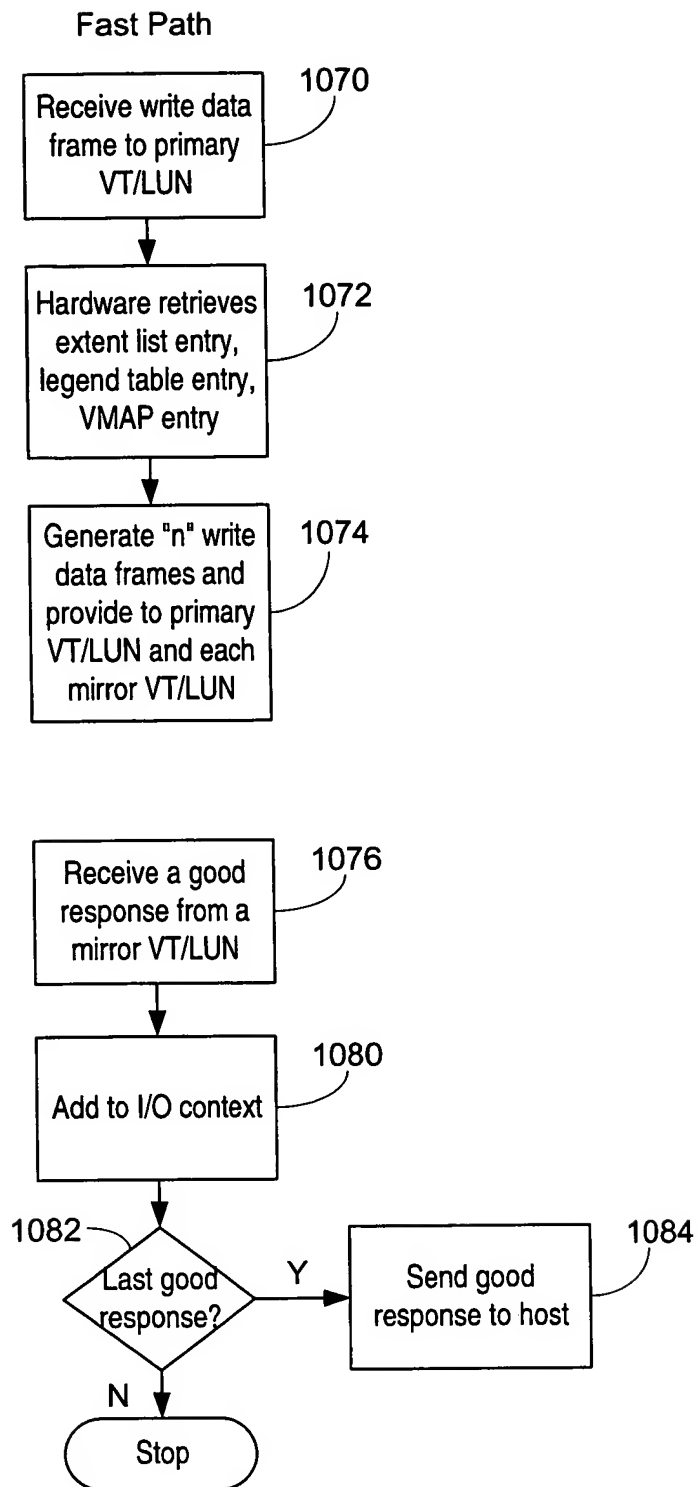 Fast Path
1070
Receive write data
frame to primary
VT/LUN
1072
Hardware retrieves
extent list entry,
legend table entry,
VMAP entry
1074
Generate "n" write
data frames and
provide to primary
VT/LUN and each
mirror VT/LUN
1076
Receive a good
response from a
mirror VT/LUN
1080
Add to I/O context
1082
Last good
response?
Y
1084
Send good
response to host
N
Stop